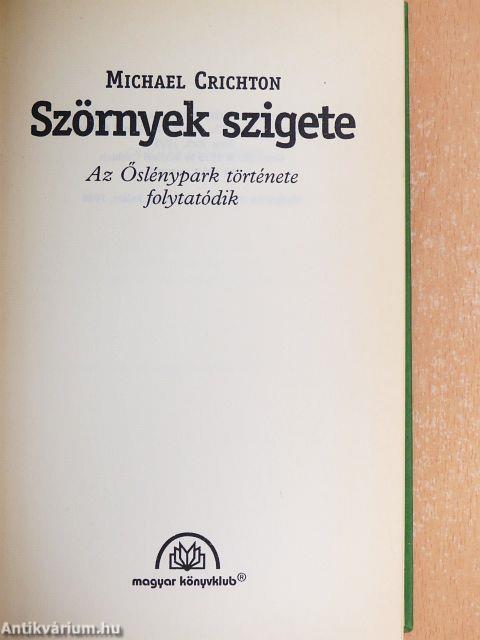 MICHAEL CRICHTON
Szörnyek szigete
Az Őslénypark története
folytatódik
magyar könyvklub®
Antikvárium.hu